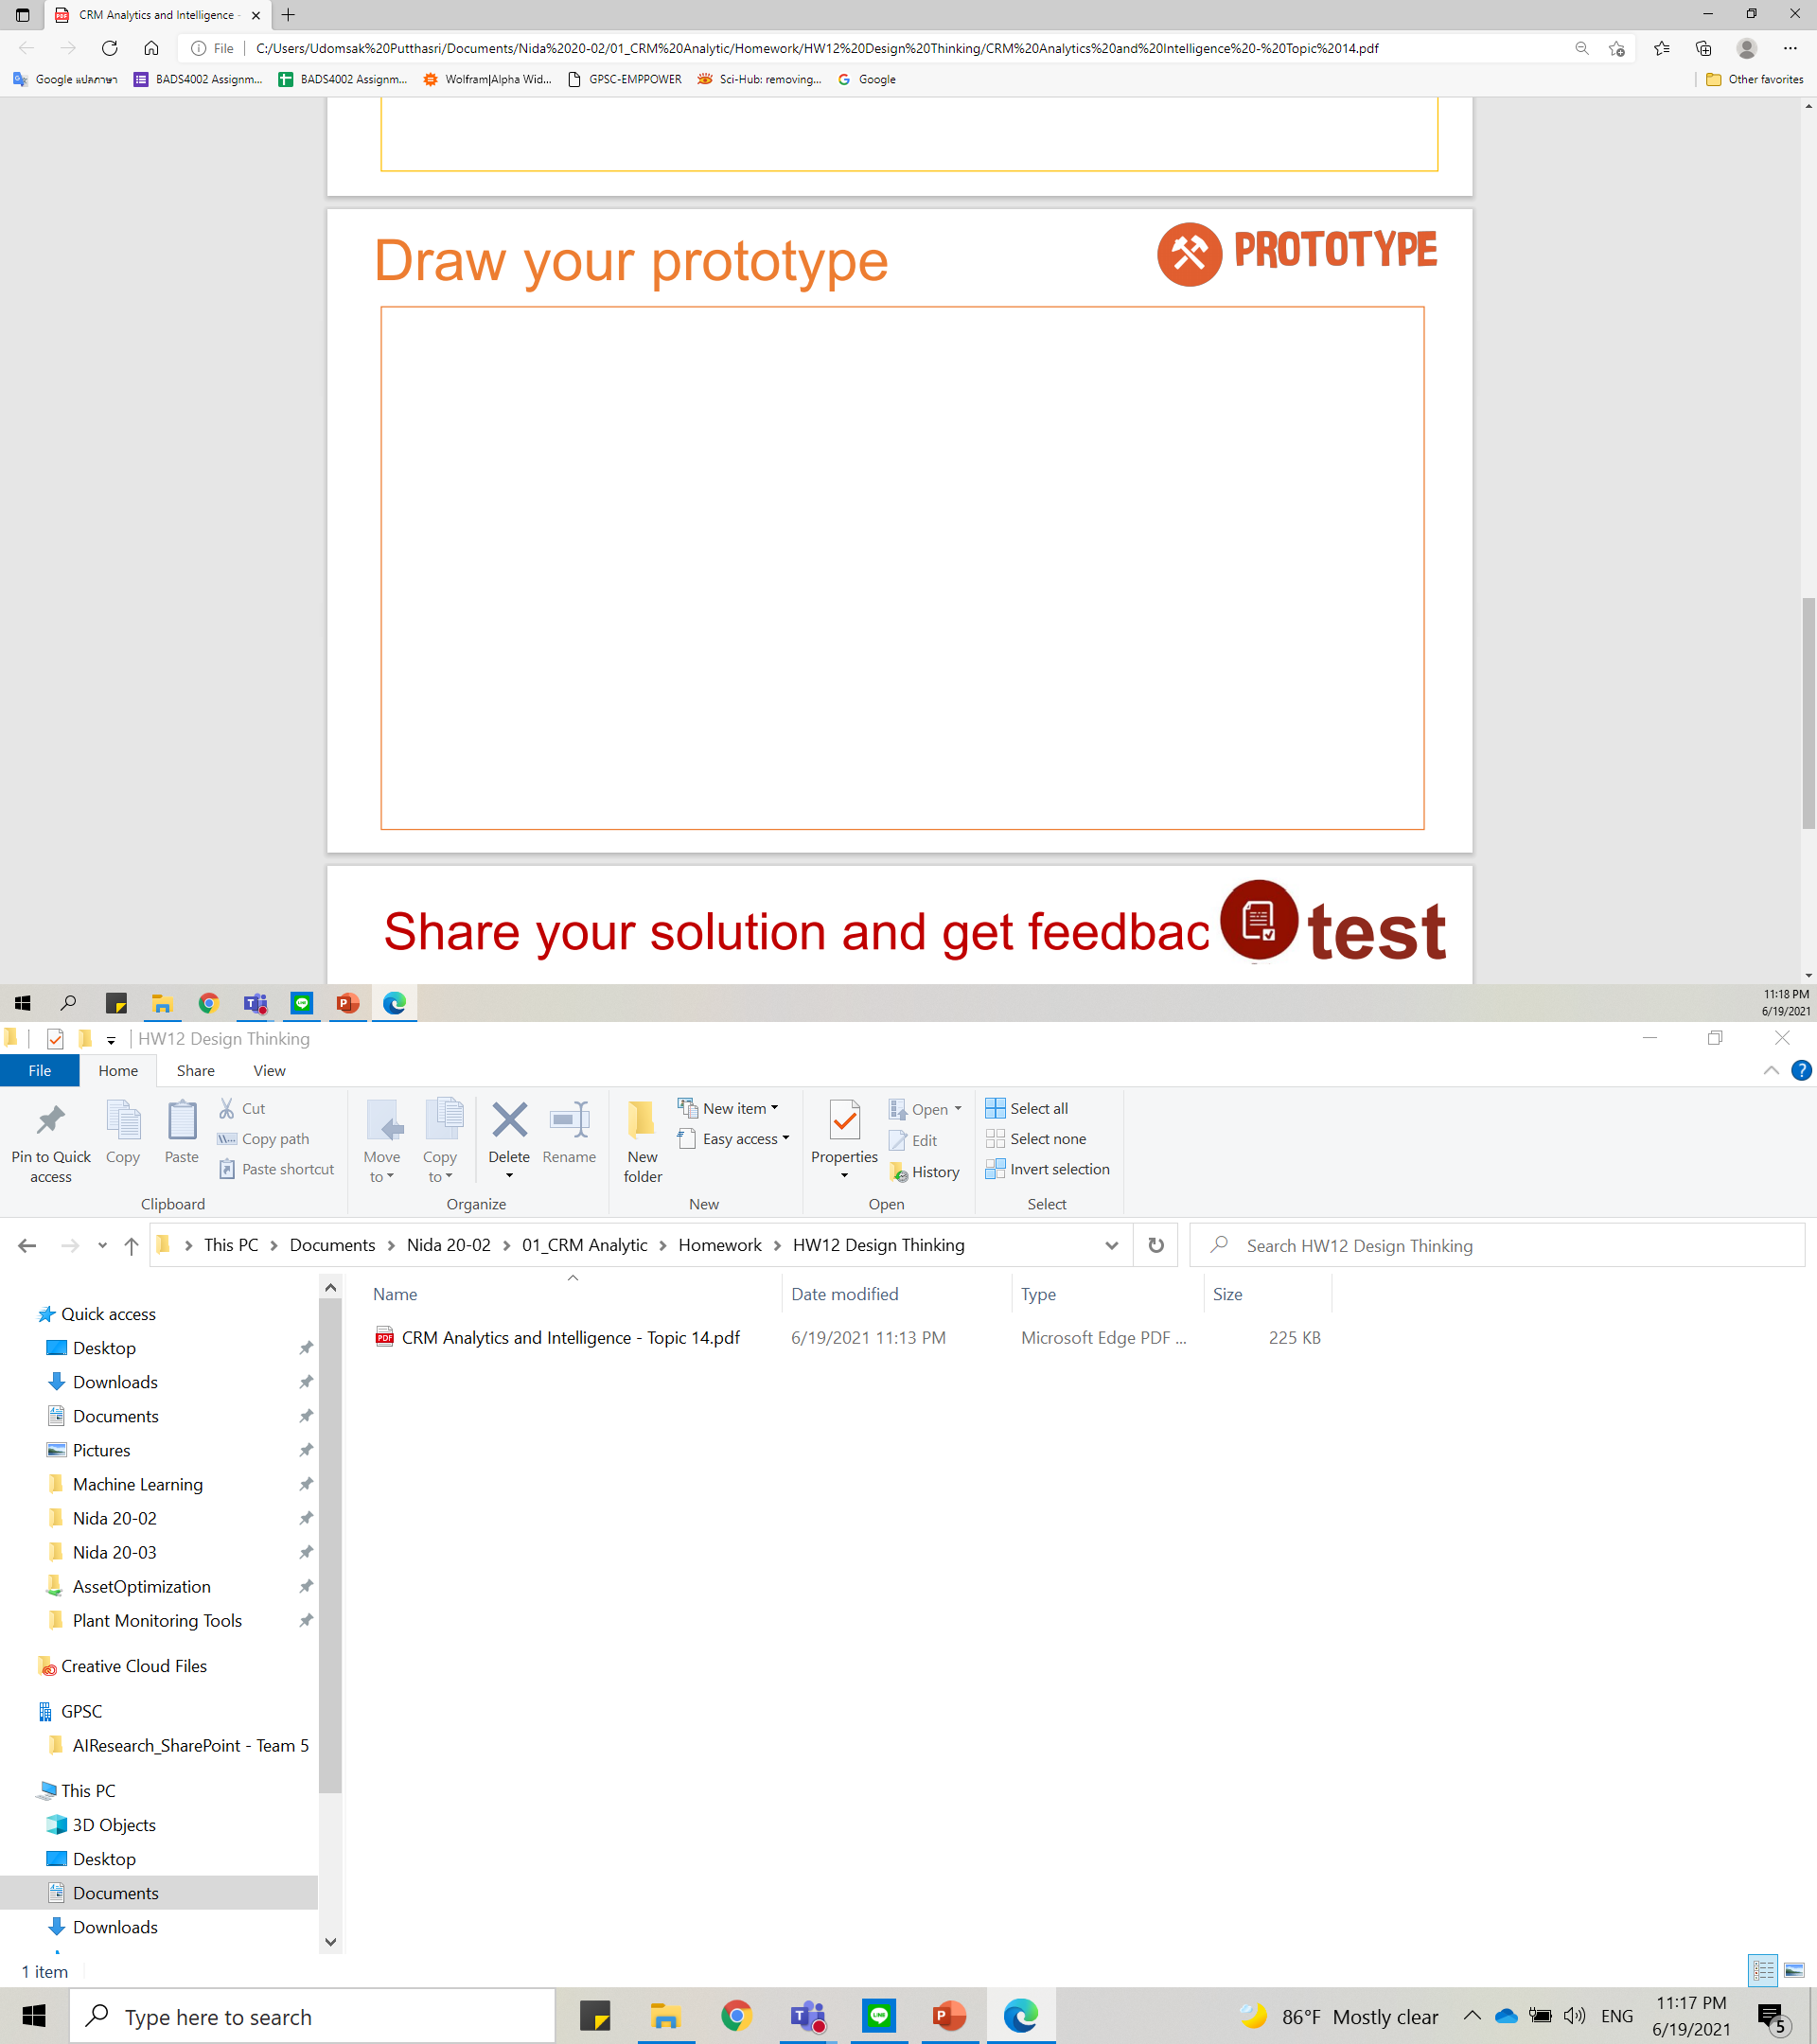 CRM Analytics and Intelligence -
File C:/Users/Udomsak%20Putthasri/Documents/Nida%2020-02/01_CRM%20Analytic/Homework/HW12%20Design%20Thinking/CRM%20Analytics%20and%20Intelligence%20-%20Topic%2014.pdf
Google แปลภาษา BADS4002 Assignm... BADS4002 Assignm... Wolfram|Alpha Wid... GPSC-EMPPOWER Sci-Hub: removing... Google Other favorites
Draw your prototype PROTOTYPE
Share your solution and get feedbac test
11:18 PM
6/19/2021
HW12 Design Thinking
File Home Share View
Pin to Quick access
Copy
Paste
Cut
Copy path
Paste shortcut
Clipboard
Move to
Copy to
Delete
Rename
Organize
New folder
New item
Easy access
New
Properties
Open
Edit
History
Open
Select all
Select none
Invert selection
Select
This PC > Documents > Nida 20-02 > 01_CRM Analytic > Homework > HW12 Design Thinking
Search HW12 Design Thinking
Name Date modified Type Size
CRM Analytics and Intelligence - Topic 14.pdf 6/19/2021 11:13 PM Microsoft Edge PDF ... 225 KB
Quick access
Desktop
Downloads
Documents
Pictures
Machine Learning
Nida 20-02
Nida 20-03
AssetOptimization
Plant Monitoring Tools
Creative Cloud Files
GPSC
AIResearch_SharePoint - Team 5
This PC
3D Objects
Desktop
Documents
Downloads
1 item
Type here to search
86°F Mostly clear
ENG
11:17 PM
6/19/2021
5